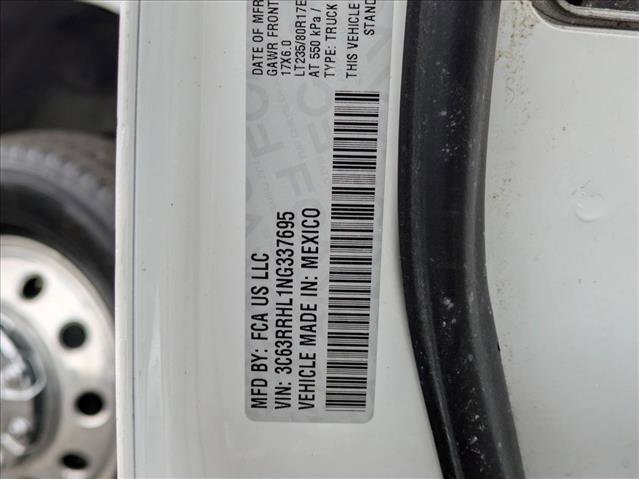 MFD BY: FCA US LLC
VIN: 3C63RRHL1NG337695
VEHICLE MADE IN: MEXICO
DATE OF MFR
GAWR FRONT
17X6.0
LT235/80R17E
AT 550 kPa /
TYPE: TRUCK
THIS VEHICLE
STAND